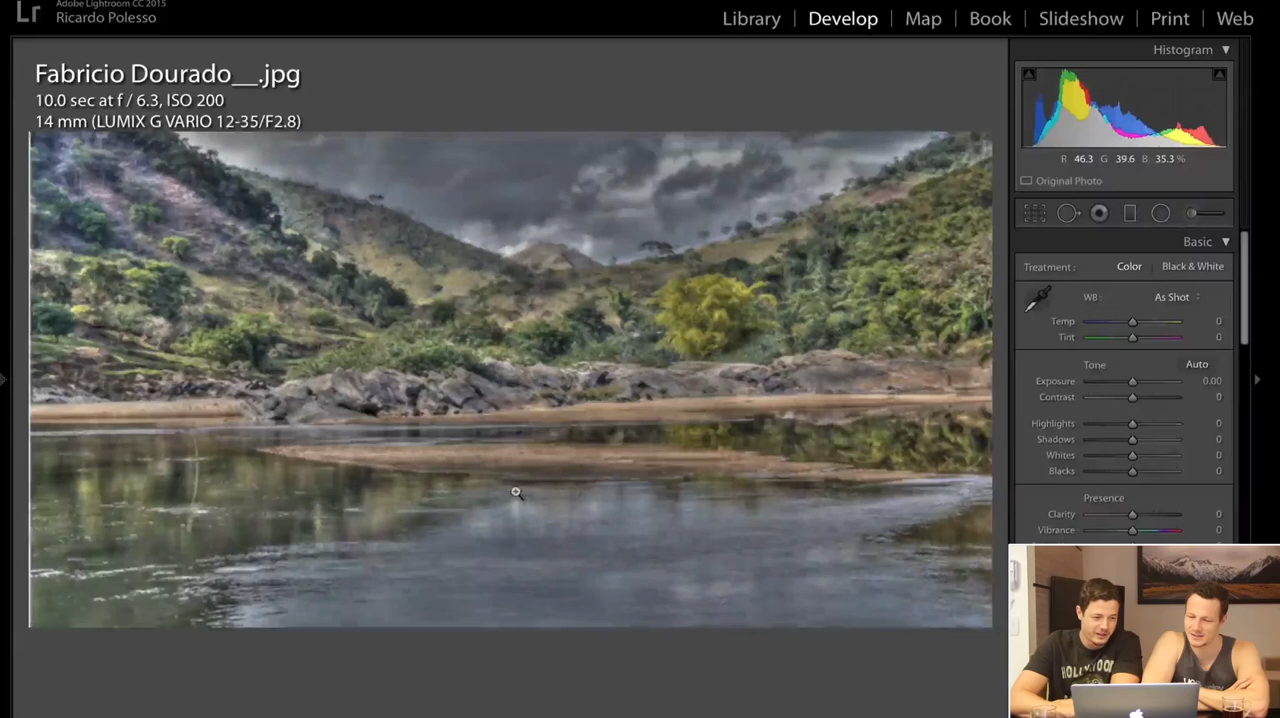 Lr
Adobe Lightroom CC 2015
Ricardo Polesso
Library | Develop | Map | Book | Slideshow | Print | Web
Fabricio Dourado__.jpg
10.0 sec at f / 6.3, ISO 200
14 mm (LUMIX G VARIO 12-35/F2.8)
Histogram
R 46.3 G 39.6 B 35.3 %
Original Photo
Basic
Treatment : Color | Black & White
WB : As Shot
Temp 0
Tint 0
Tone Auto
Exposure 0.00
Contrast 0
Highlights 0
Shadows 0
Whites 0
Blacks 0
Presence
Clarity 0
Vibrance 0
HOLLYWOOD